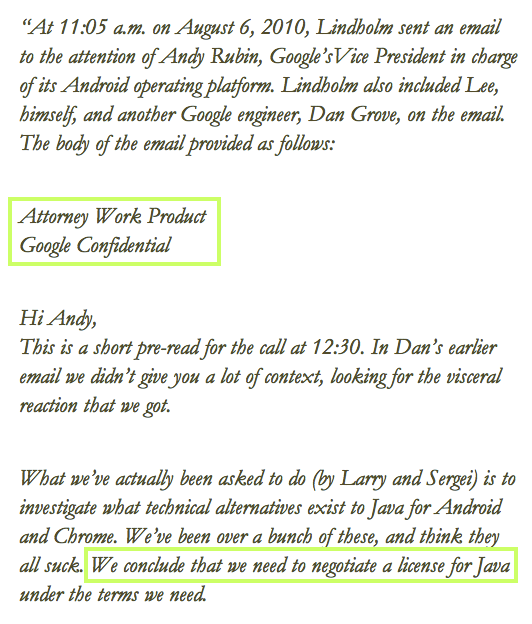 “At 11:05 a.m. on August 6, 2010, Lindholm sent an email
to the attention of Andy Rubin, Google’sVice President in charge
of its Android operating platform. Lindholm also included Lee,
himself, and another Google engineer, Dan Grove, on the email.
The body of the email provided as follows:
Attorney Work Product
Google Confidential
Hi Andy,
This is a short pre-read for the call at 12:30. In Dan’s earlier
email we didn’t give you a lot of context, looking for the visceral
reaction that we got.
What we’ve actually been asked to do (by Larry and Sergei) is to
investigate what technical alternatives exist to Java for Android
and Chrome. We’ve been over a bunch of these, and think they
all suck. We conclude that we need to negotiate a license for Java
under the terms we need.